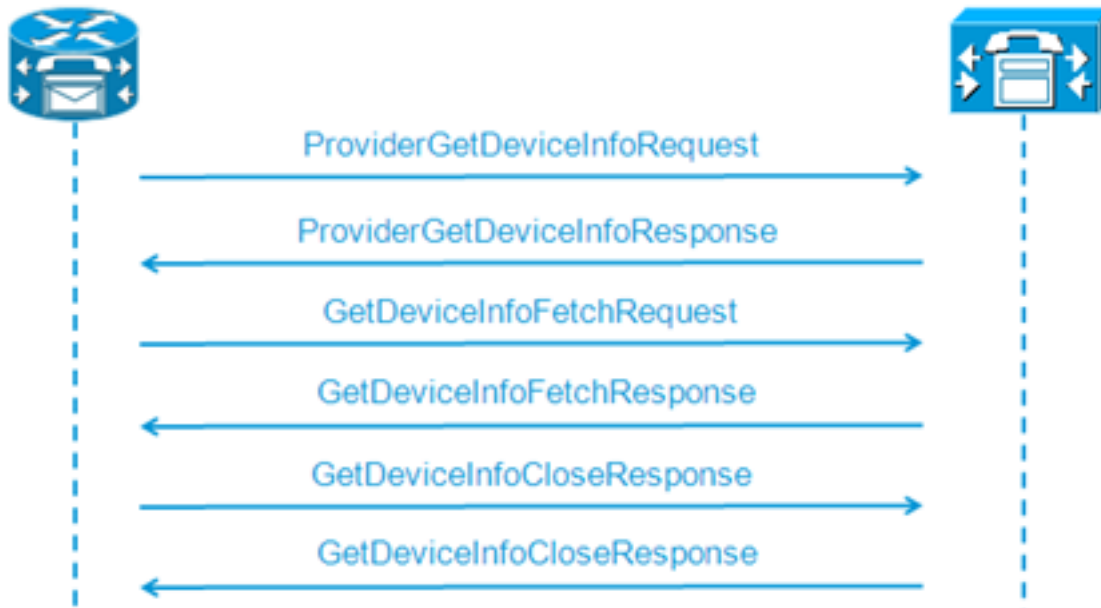 ProviderGetDeviceInfoRequest
ProviderGetDeviceInfoResponse
GetDeviceInfoFetchRequest
GetDeviceInfoFetchResponse
GetDeviceInfoCloseResponse
GetDeviceInfoCloseResponse